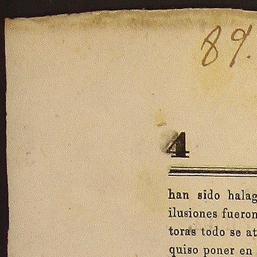 89.
4
han sido halag
ilusiones fueron
toras todo se at
quiso poner en